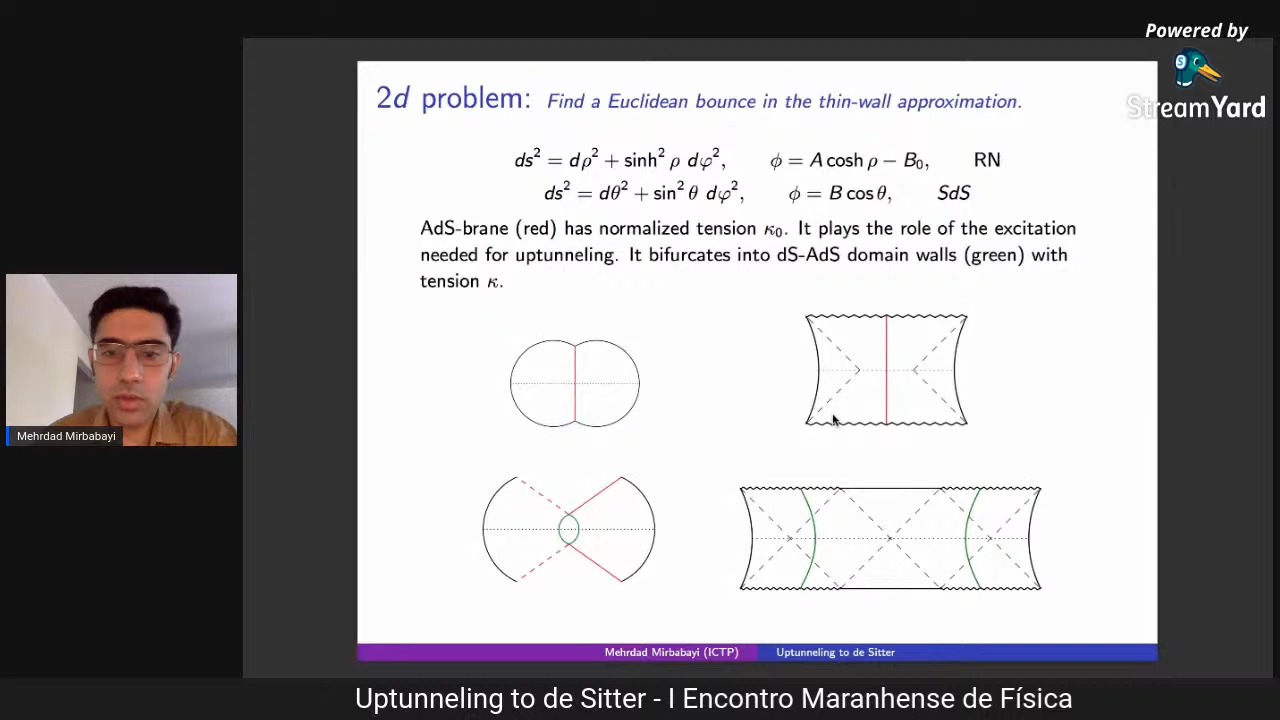 Powered by
StreamYard
2d problem: Find a Euclidean bounce in the thin-wall approximation.
ds² = dρ² + sinh² ρ dφ², ϕ = A cosh ρ − B₀, RN
ds² = dθ² + sin² θ dφ², ϕ = B cos θ, SdS
AdS-brane (red) has normalized tension κ₀. It plays the role of the excitation
needed for uptunneling. It bifurcates into dS-AdS domain walls (green) with
tension κ.
Mehrdad Mirbabayi
Mehrdad Mirbabayi (ICTP) Uptunneling to de Sitter
Uptunneling to de Sitter - I Encontro Maranhense de Física